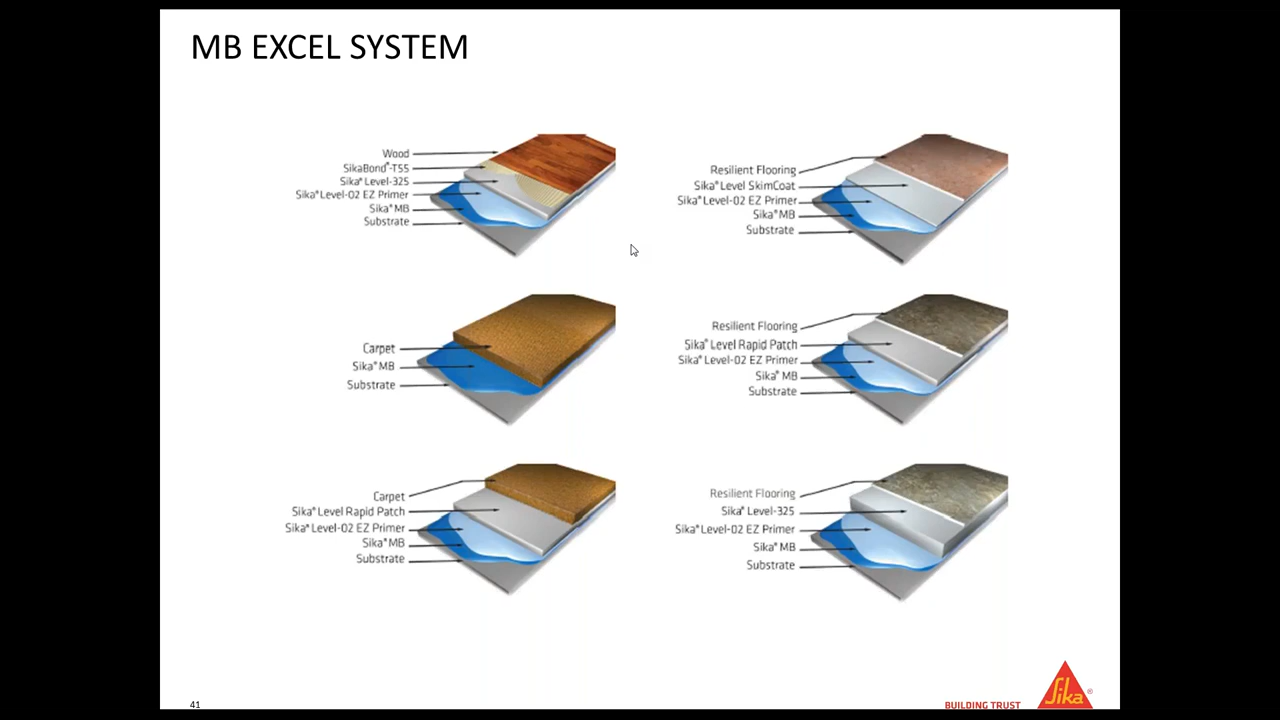 MB EXCEL SYSTEM
Wood
SikaBond®-T55
Sika® Level-325
Sika® Level-02 EZ Primer
Sika® MB
Substrate
Resilient Flooring
Sika® Level SkimCoat
Sika® Level-02 EZ Primer
Sika® MB
Substrate
Carpet
Sika® MB
Substrate
Resilient Flooring
Sika® Level Rapid Patch
Sika® Level-02 EZ Primer
Sika® MB
Substrate
Carpet
Sika® Level Rapid Patch
Sika® Level-02 EZ Primer
Sika® MB
Substrate
Resilient Flooring
Sika® Level-325
Sika® Level-02 EZ Primer
Sika® MB
Substrate
41
BUILDING TRUST
Sika®